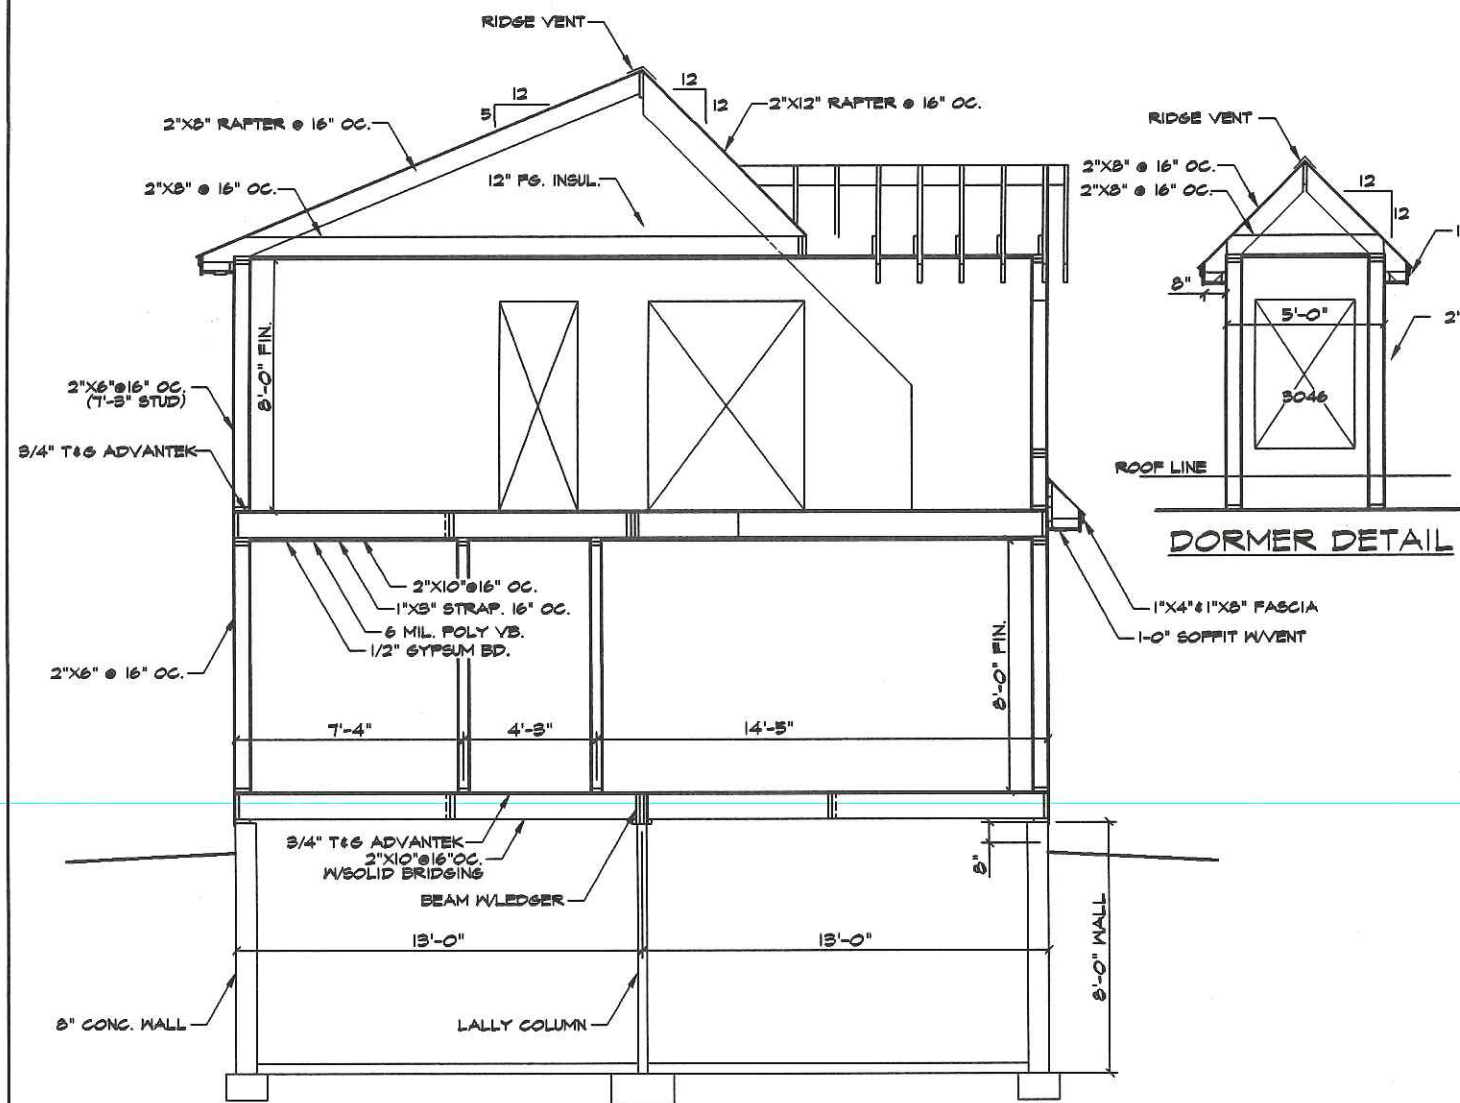 RIDGE VENT
12
5
12
12
2"X8" RAFTER @ 16" OC.
2"X12" RAFTER @ 16" OC.
2"X8" @ 16" OC.
12" FG. INSUL.
8'-0" FIN.
2"X6"@16" OC.
(7'-3" STUD)
3/4" T&G ADVANTEK
2"X10"@16" OC.
1"X3" STRAP. 16" OC.
6 MIL. POLY VB.
1/2" GYPSUM BD.
2"X6" @ 16" OC.
8'-0" FIN.
7'-4"
4'-3"
14'-5"
1"X4"&1"X8" FASCIA
1-0" SOFFIT W/VENT
3/4" T&G ADVANTEK
2"X10"@16"OC.
W/SOLID BRIDGING
BEAM W/LEDGER
8"
13'-0"
13'-0"
8'-0" WALL
8" CONC. WALL
LALLY COLUMN
RIDGE VENT
2"X8" @ 16" OC.
2"X8" @ 16" OC.
12
12
1
8"
5'-0"
2"
3046
ROOF LINE
DORMER DETAIL